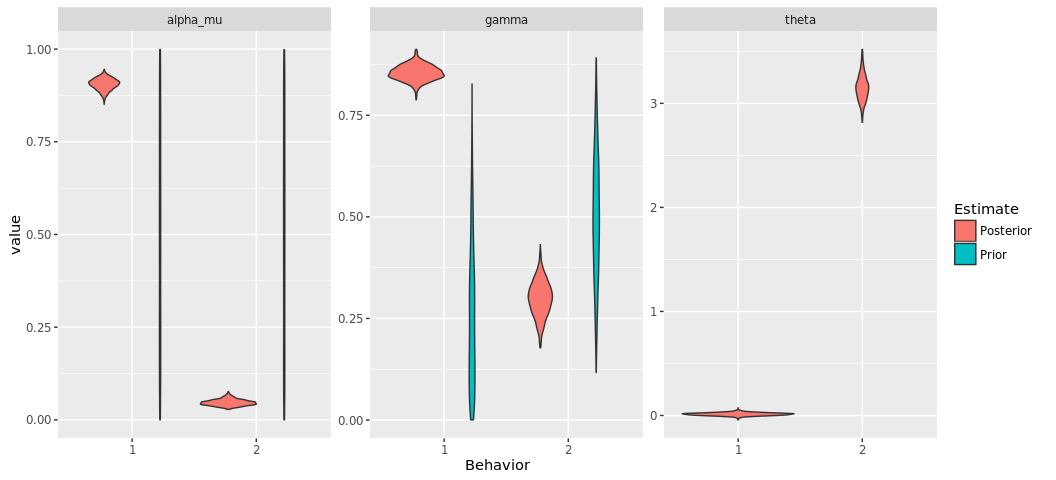 alpha_mu
gamma
theta
value
1.00
0.75
0.50
0.25
0.00
1
2
0.75
0.50
0.25
0.00
1
2
3
2
1
0
1
2
Behavior
Estimate
Posterior
Prior